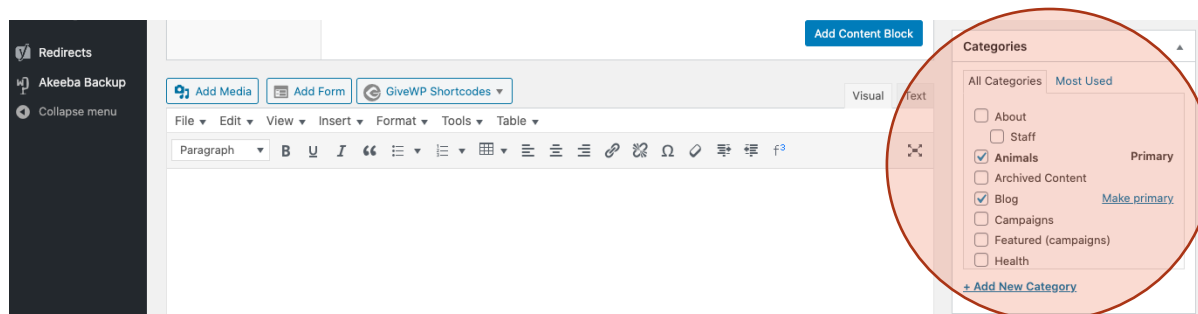 Redirects
Akeeba Backup
Collapse menu
Add Content Block
Add Media Add Form GiveWP Shortcodes
Visual Text
File Edit View Insert Format Tools Table
Paragraph B U I
Categories
All Categories Most Used
About
Staff
Animals Primary
Archived Content
Blog Make primary
Campaigns
Featured (campaigns)
Health
+ Add New Category